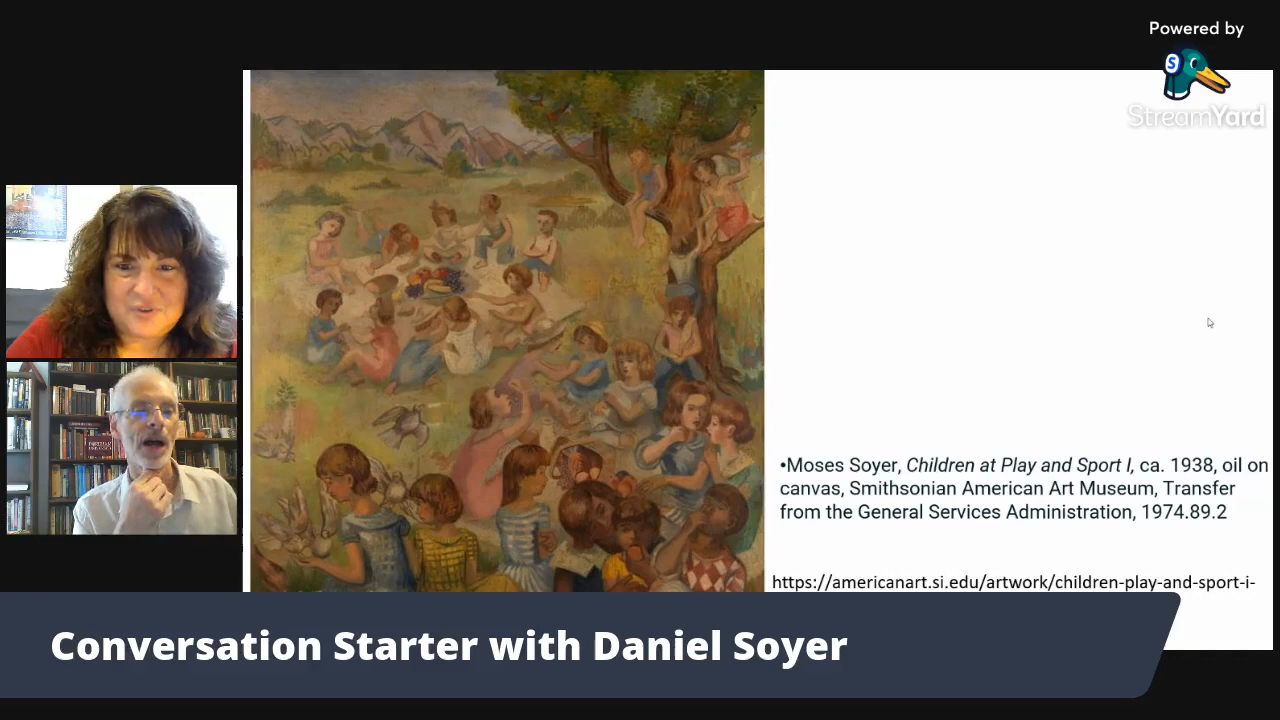 Powered by
S
StreamYard
•Moses Soyer, Children at Play and Sport I, ca. 1938, oil on
canvas, Smithsonian American Art Museum, Transfer
from the General Services Administration, 1974.89.2
https://americanart.si.edu/artwork/children-play-and-sport-i-
Conversation Starter with Daniel Soyer